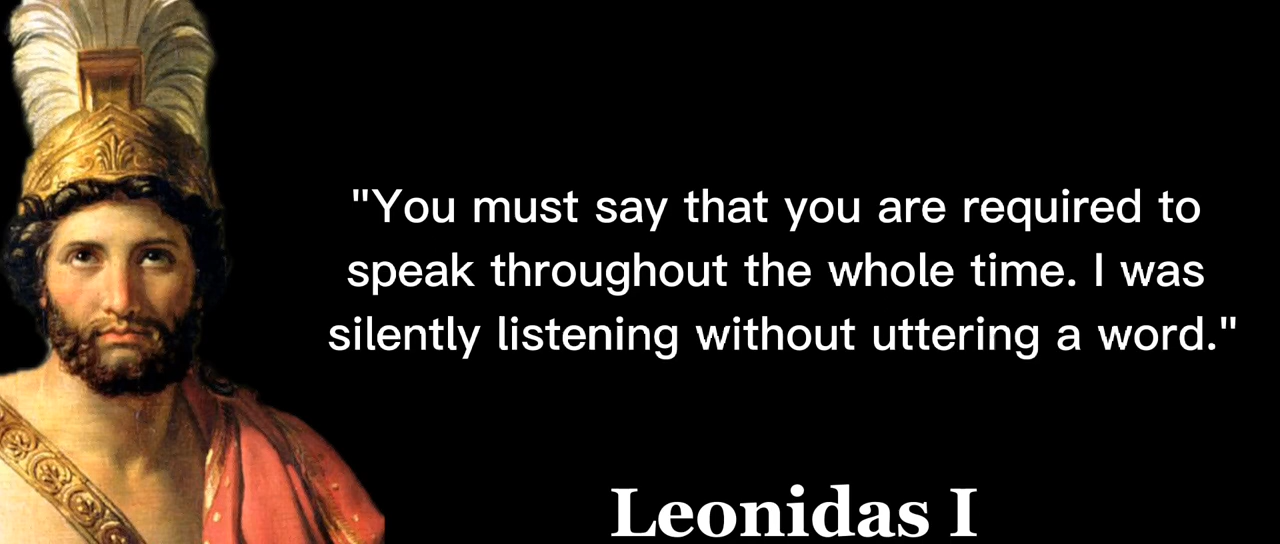 "You must say that you are required to
speak throughout the whole time. I was
silently listening without uttering a word."
Leonidas I